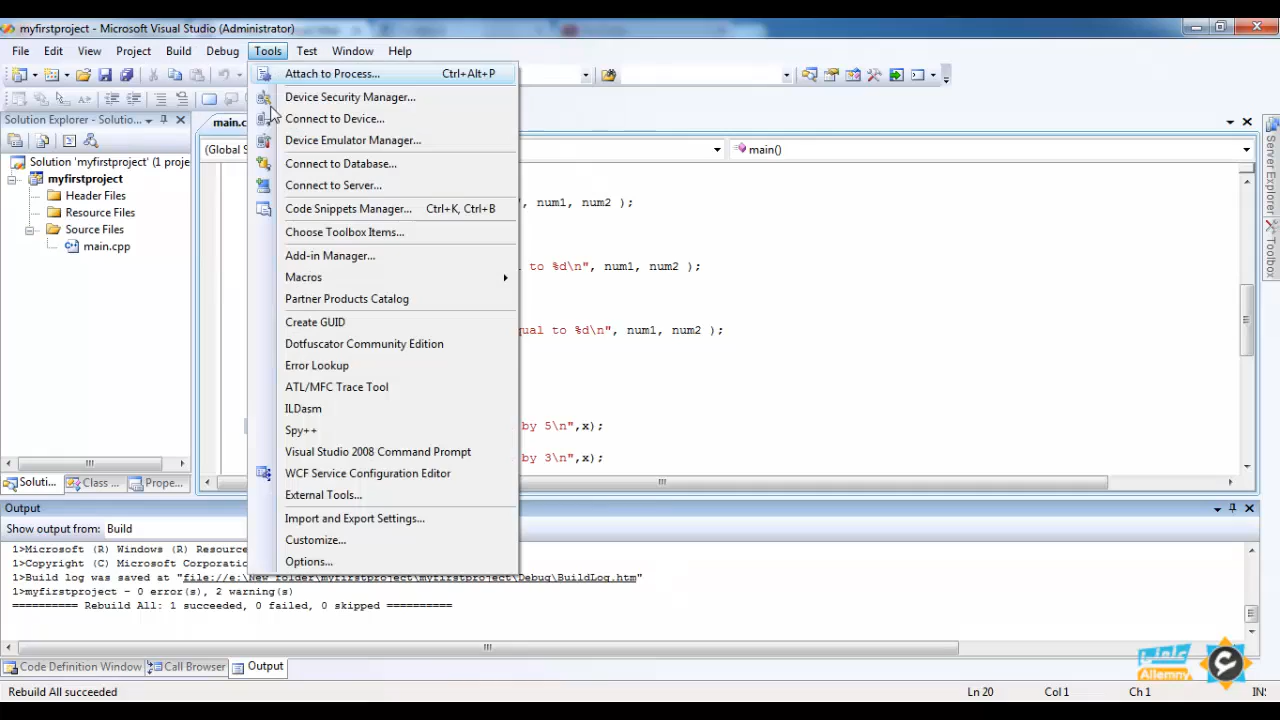 myfirstproject - Microsoft Visual Studio (Administrator)
File Edit View Project Build Debug Tools Test Window Help
Attach to Process... Ctrl+Alt+P
Device Security Manager...
Connect to Device...
Device Emulator Manager...
Connect to Database...
Connect to Server...
Code Snippets Manager... Ctrl+K, Ctrl+B
Choose Toolbox Items...
Add-in Manager...
Macros
Partner Products Catalog
Create GUID
Dotfuscator Community Edition
Error Lookup
ATL/MFC Trace Tool
ILDasm
Spy++
Visual Studio 2008 Command Prompt
WCF Service Configuration Editor
External Tools...
Import and Export Settings...
Customize...
Options...
Solution Explorer - Solutio...
Solution 'myfirstproject' (1 proje
myfirstproject
Header Files
Resource Files
Source Files
main.cpp
Soluti... Class ... Prope...
main.c
(Global S main()
, num1, num2 );
to %d\n", num1, num2 );
qual to %d\n", num1, num2 );
by 5\n",x);
by 3\n",x);
Server Explorer
Toolbox
Output
Show output from: Build
1>Microsoft (R) Windows (R) Resource
1>Copyright (C) Microsoft Corporatio
1>Build log was saved at "file://e:\New folder\myfirstproject\myfirstproject\Debug\BuildLog.htm"
1>myfirstproject - 0 error(s), 2 warning(s)
========== Rebuild All: 1 succeeded, 0 failed, 0 skipped ==========
Code Definition Window Call Browser Output
Rebuild All succeeded Ln 20 Col 1 Ch 1 IN:
علمني
Allemny